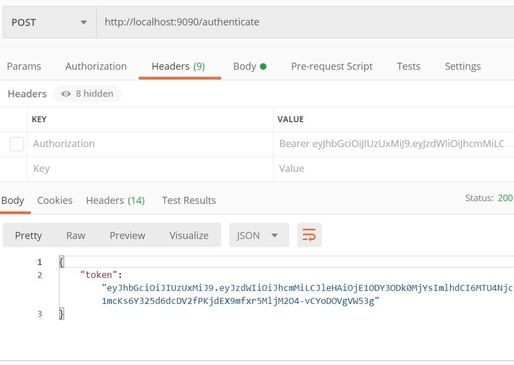 POST http://localhost:9090/authenticate
Params Authorization Headers (9) Body Pre-request Script Tests Settings
Headers 8 hidden
KEY VALUE
Authorization Bearer eyJhbGciOiJIUzUxMiJ9.eyJzdWIiOiJhcmMiLC...
Key Value
Body Cookies Headers (14) Test Results Status: 200
Pretty Raw Preview Visualize JSON
1 {
2 "token":
"eyJhbGciOiJIUzUxMiJ9.eyJzdWIiOiJhcmMiLCJleHAiOjE1ODY3ODk0MjYsImlhdCI6MTU4Njc
1mcKs6Y325d6dcDV2fPKjdEX9mfxr5MljM2O4-vCYoDOVgVW53g"
3 }